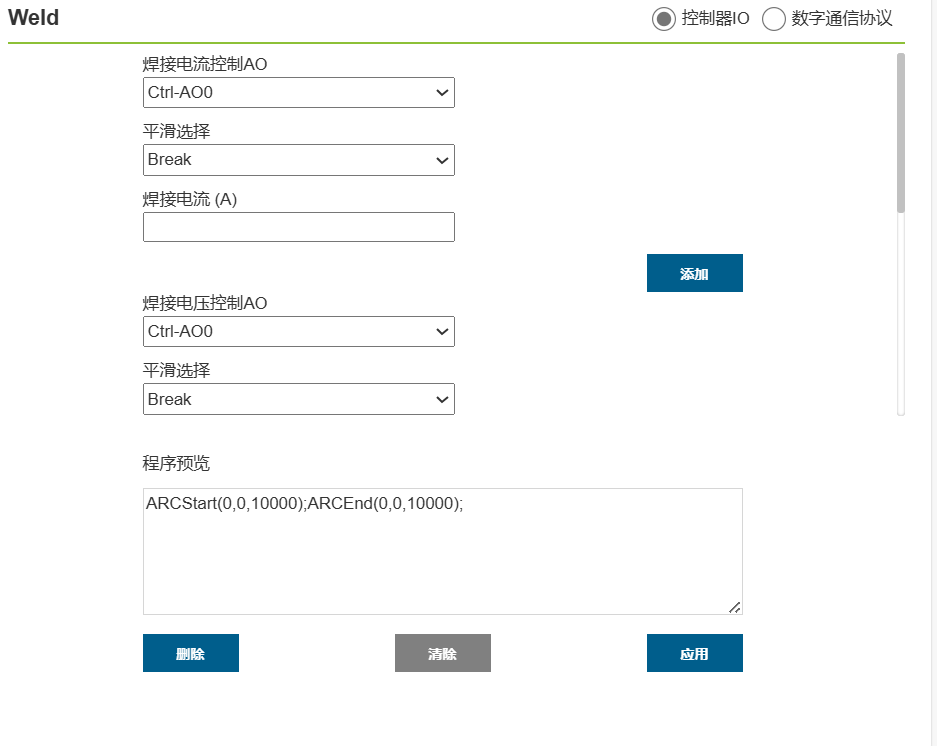 Weld
控制器IO 数字通信协议
焊接电流控制AO
Ctrl-AO0
平滑选择
Break
焊接电流 (A)
添加
焊接电压控制AO
Ctrl-AO0
平滑选择
Break
程序预览
ARCStart(0,0,10000);ARCEnd(0,0,10000);
删除 清除 应用